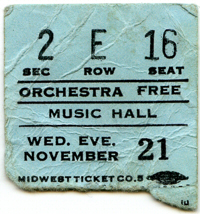 2 E 16
SEC ROW SEAT
ORCHESTRA FREE
MUSIC HALL
WED. EVE,
NOVEMBER 21
MIDWEST TICKET CO.